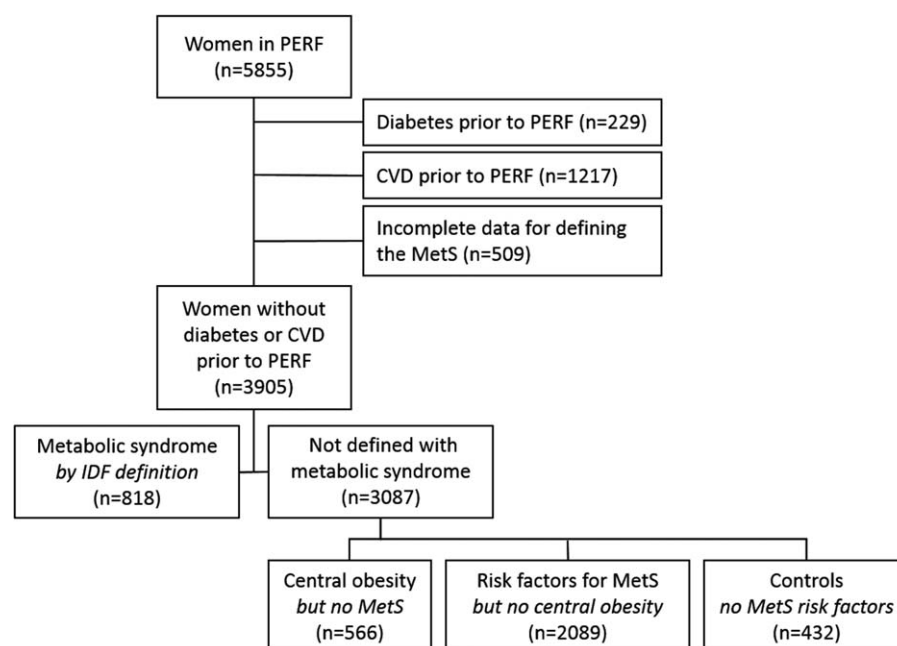 Women in PERF
(n=5855)
Diabetes prior to PERF (n=229)
CVD prior to PERF (n=1217)
Incomplete data for defining
the MetS (n=509)
Women without
diabetes or CVD
prior to PERF
(n=3905)
Metabolic syndrome
by IDF definition
(n=818)
Not defined with
metabolic syndrome
(n=3087)
Central obesity
but no MetS
(n=566)
Risk factors for MetS
but no central obesity
(n=2089)
Controls
no MetS risk factors
(n=432)